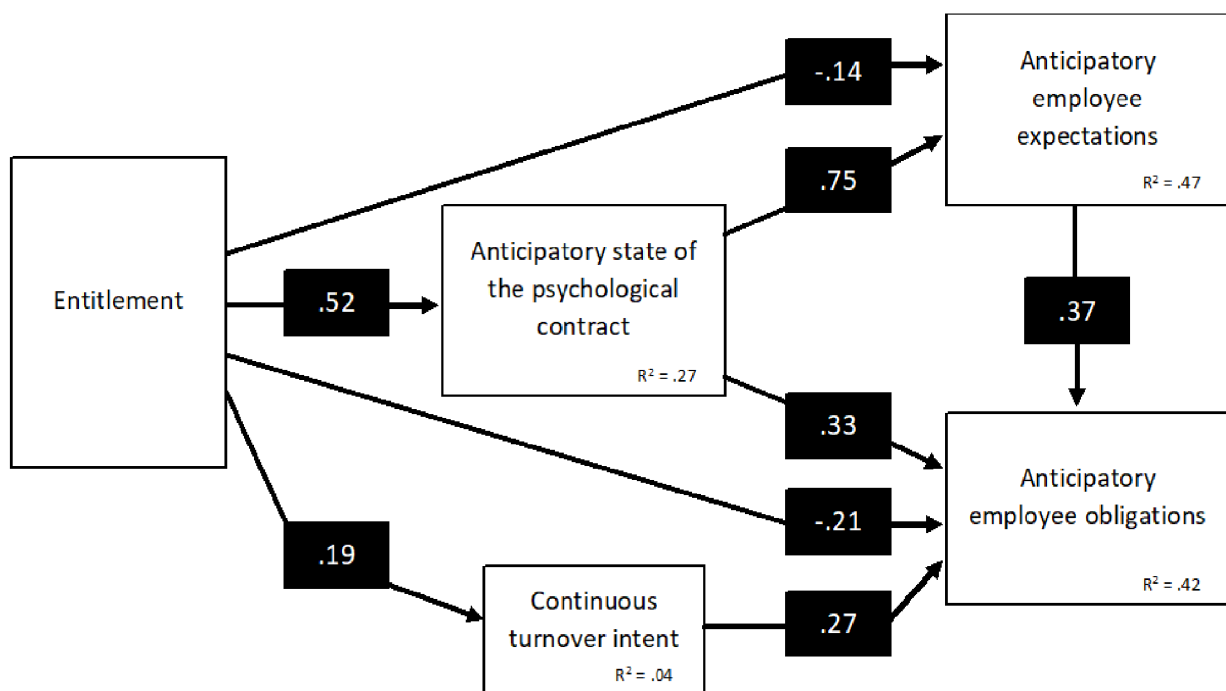 -.14
Anticipatory
employee
expectations
R² = .47
.75
Entitlement
.52
Anticipatory state of
the psychological
contract
R² = .27
.37
.33
Anticipatory
employee obligations
R² = .42
-.21
.19
Continuous
turnover intent
R² = .04
.27